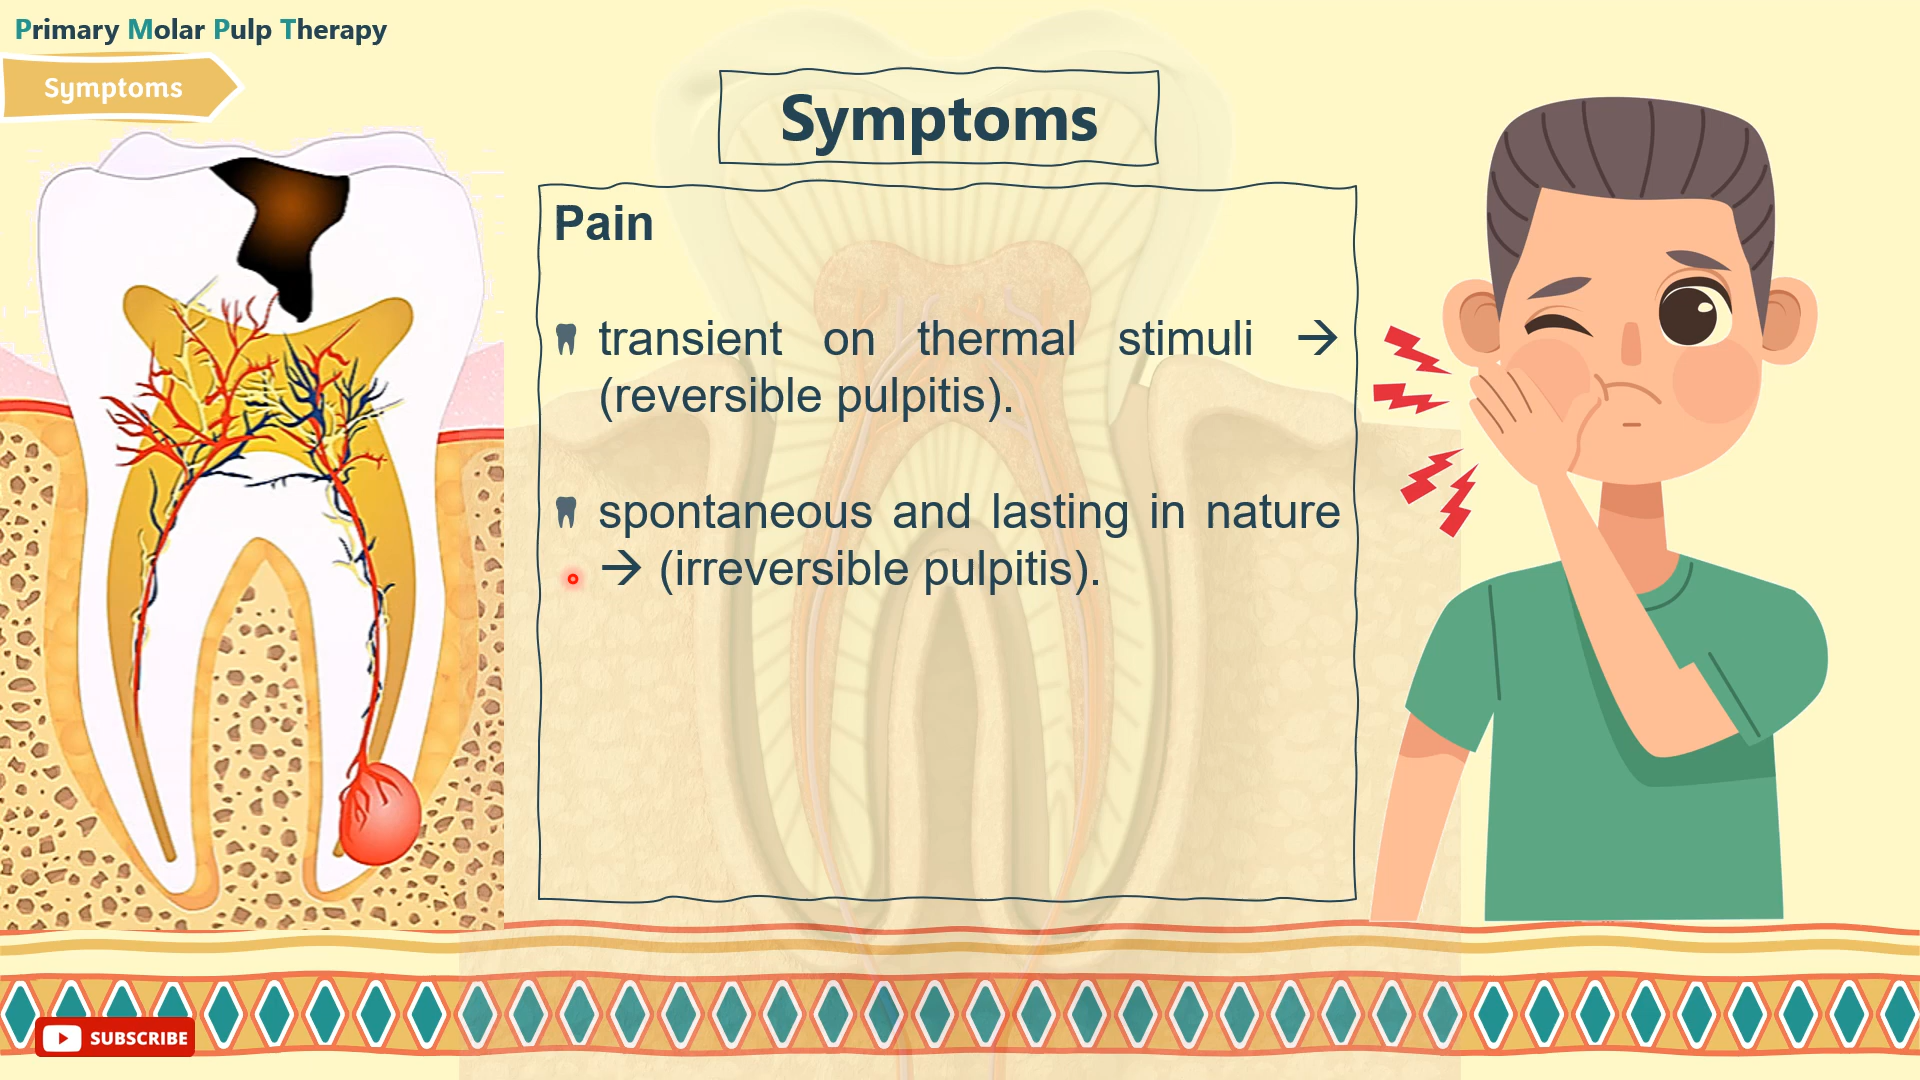 Primary Molar Pulp Therapy
Symptoms
Symptoms
Pain
transient on thermal stimuli →
(reversible pulpitis).
spontaneous and lasting in nature
→ (irreversible pulpitis).
SUBSCRIBE